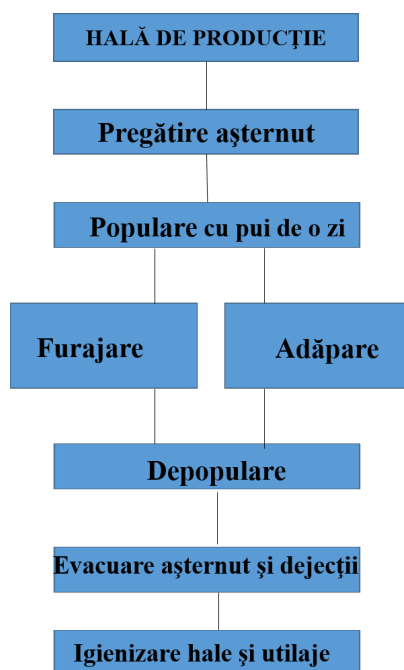 HALĂ DE PRODUCŢIE
Pregătire aşternut
Populare cu pui de o zi
Furajare
Adăpare
Depopulare
Evacuare aşternut şi dejecţii
Igienizare hale şi utilaje